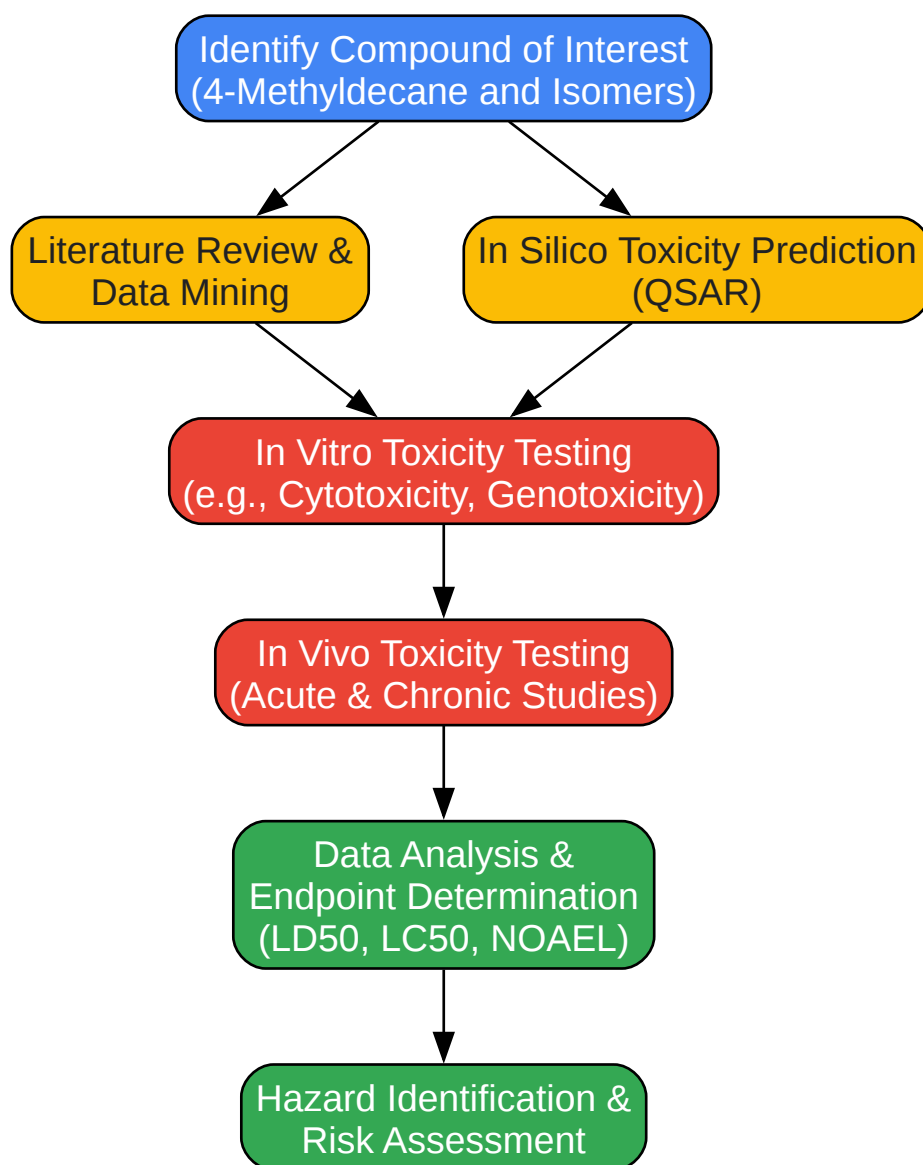 Identify Compound of Interest
(4-Methyldecane and Isomers)
Literature Review &
Data Mining
In Silico Toxicity Prediction
(QSAR)
In Vitro Toxicity Testing
(e.g., Cytotoxicity, Genotoxicity)
In Vivo Toxicity Testing
(Acute & Chronic Studies)
Data Analysis &
Endpoint Determination
(LD50, LC50, NOAEL)
Hazard Identification &
Risk Assessment